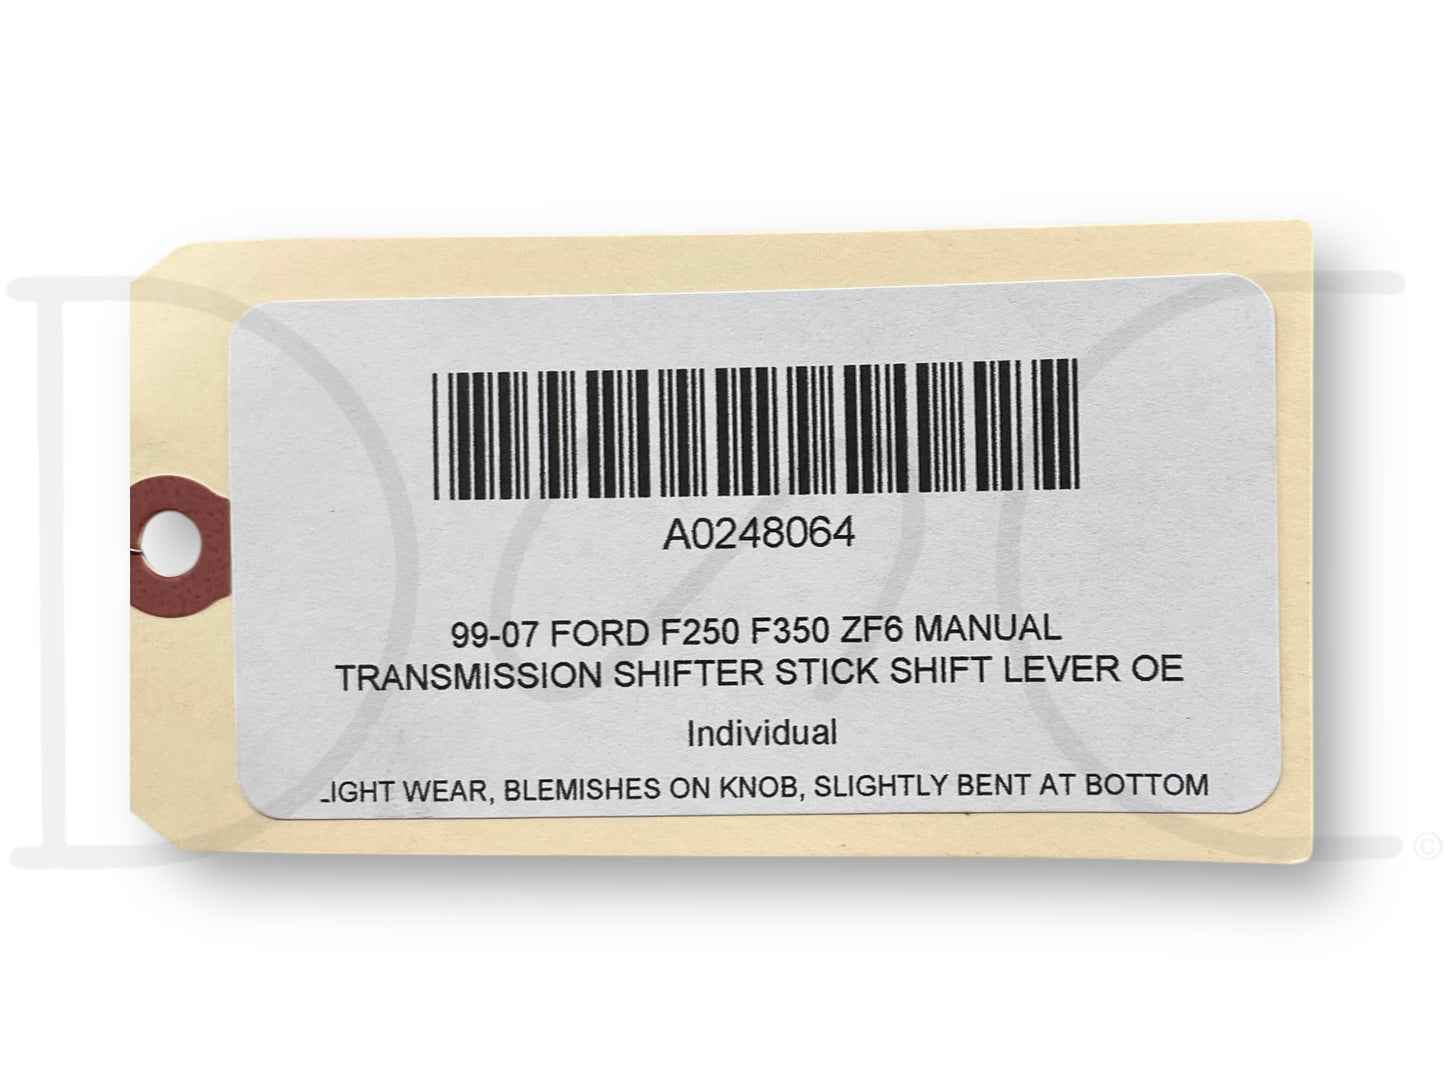 A0248064
99-07 FORD F250 F350 ZF6 MANUAL
TRANSMISSION SHIFTER STICK SHIFT LEVER OE
Individual
LIGHT WEAR, BLEMISHES ON KNOB, SLIGHTLY BENT AT BOTTOM
©